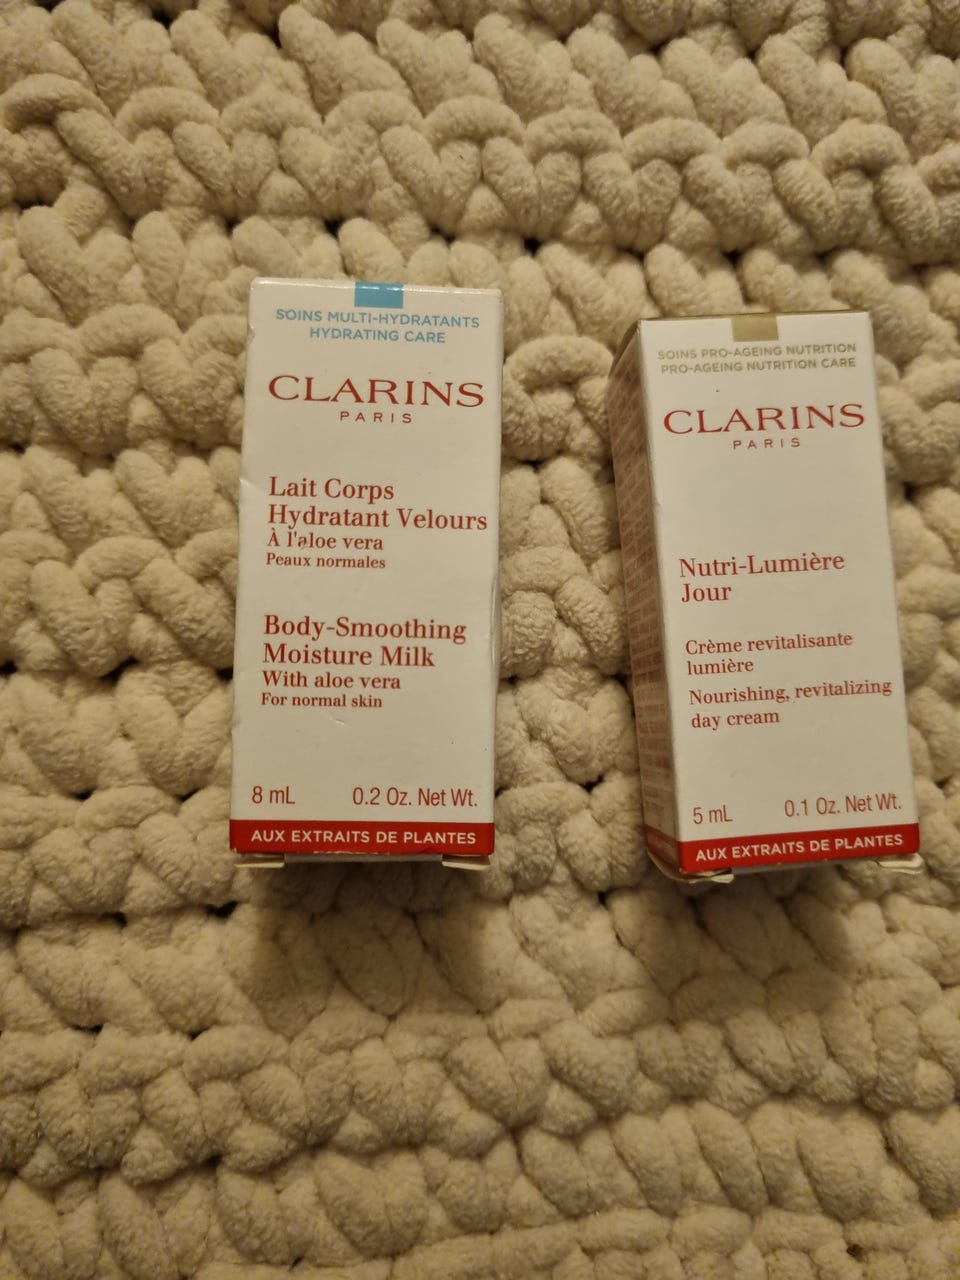 SOINS MULTI-HYDRATANTS
HYDRATING CARE
CLARINS
PARIS
Lait Corps
Hydratant Velours
À l'aloe vera
Peaux normales
Body-Smoothing
Moisture Milk
With aloe vera
For normal skin
8 mL 0.2 Oz. Net Wt.
AUX EXTRAITS DE PLANTES
SOINS PRO-AGEING NUTRITION
PRO-AGEING NUTRITION CARE
CLARINS
PARIS
Nutri-Lumière
Jour
Crème revitalisante
lumière
Nourishing, revitalizing
day cream
5 mL 0.1 Oz. Net Wt.
AUX EXTRAITS DE PLANTES